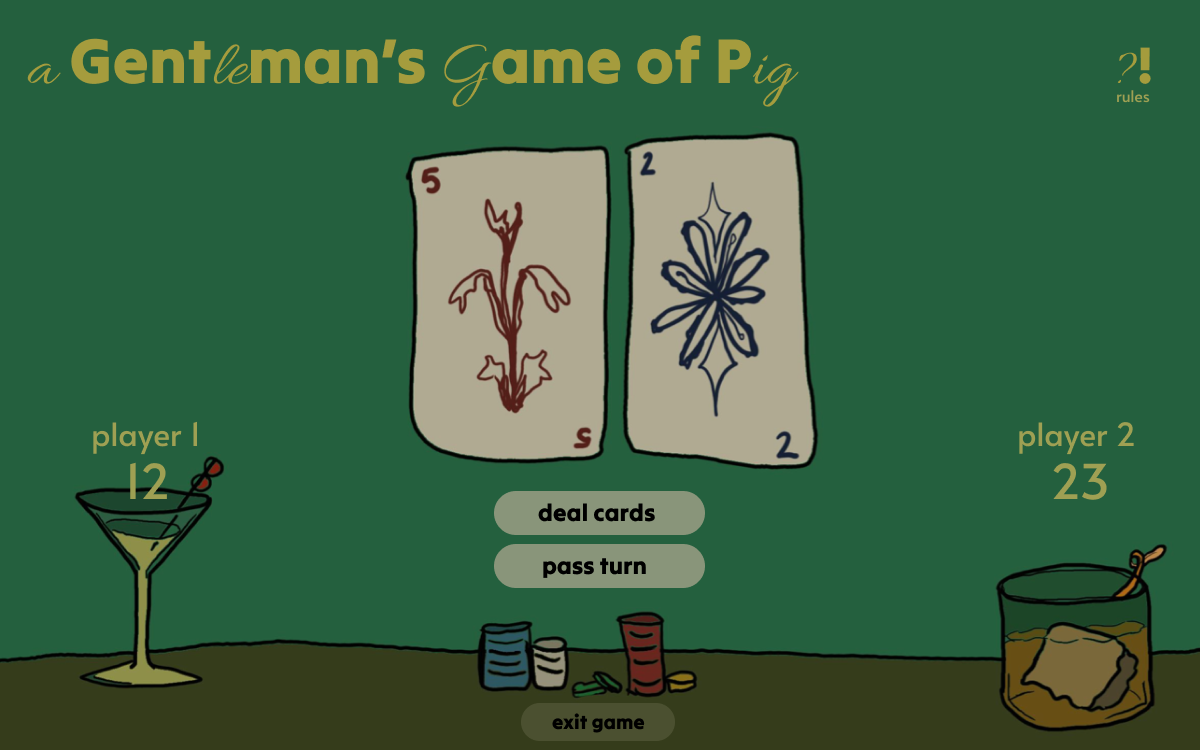 a Gentleman's Game of Pig
?!
rules
5
2
5
2
player 1
12
player 2
23
deal cards
pass turn
exit game